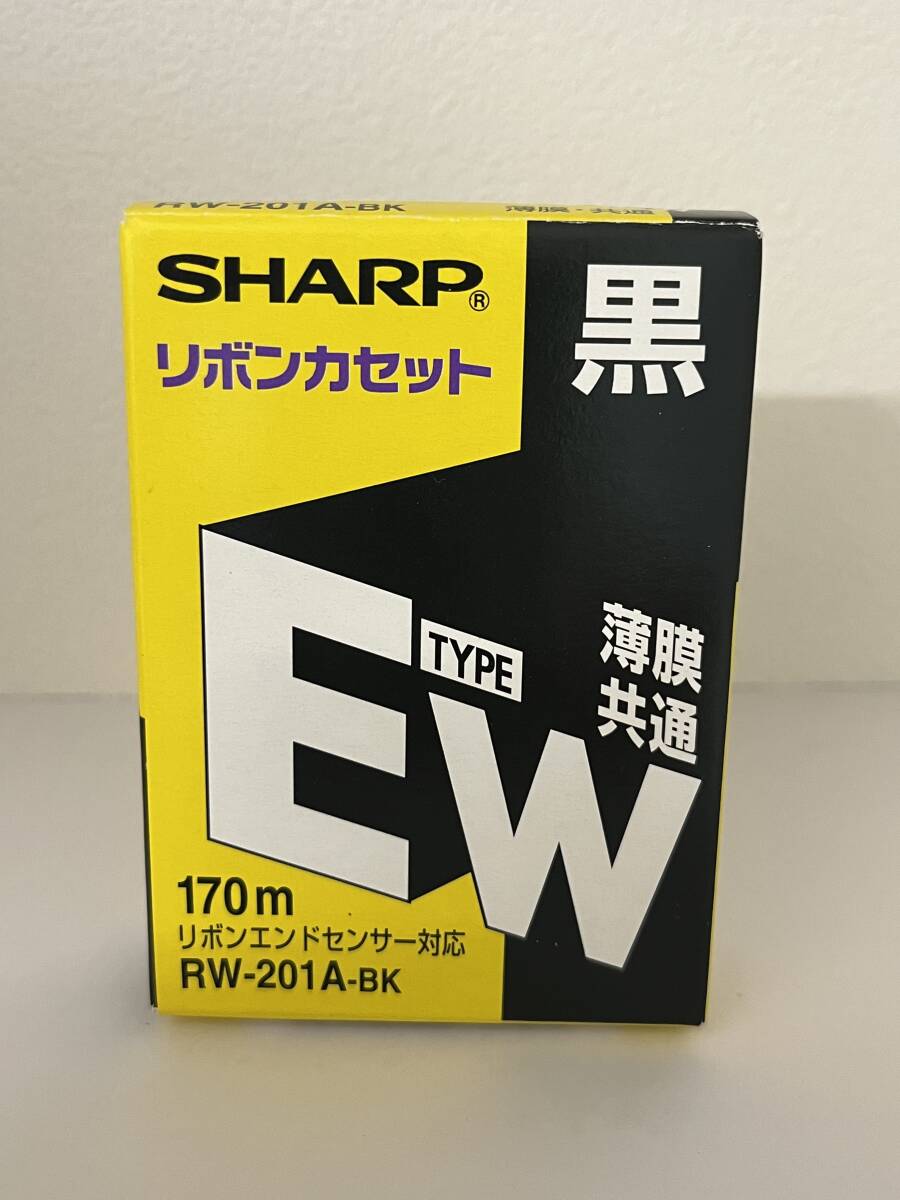 RW-201A-BK 薄膜・共通
SHARP®
リボンカセット
黒
TYPE
EW
薄膜
共通
170m
リボンエンドセンサー対応
RW-201A-BK